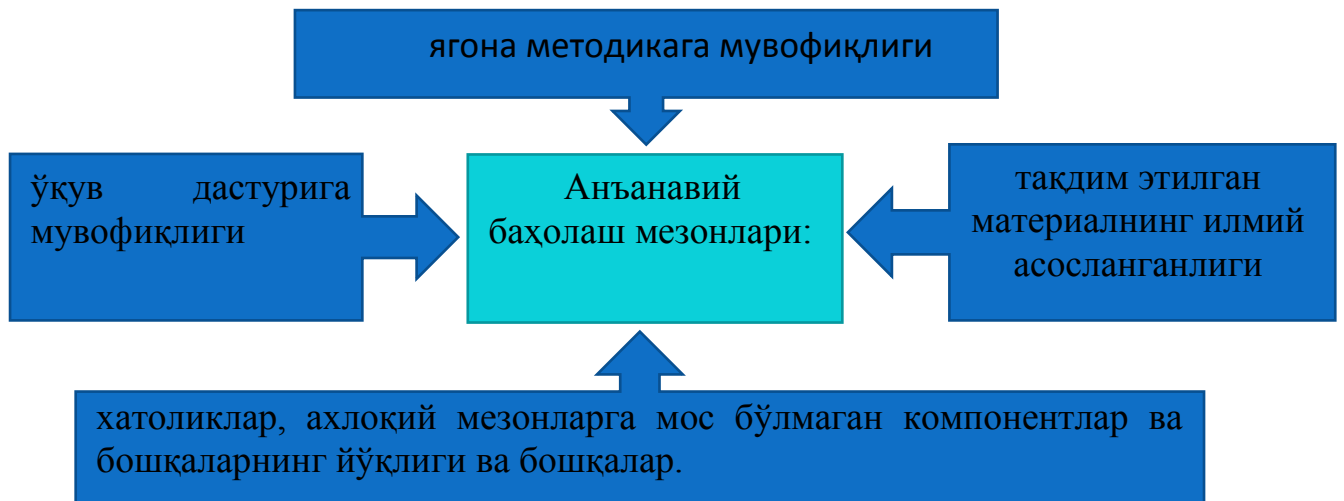 ягона методикага мувофиқлиги
ўқув дастурига
мувофиқлиги
Анъанавий
баҳолаш мезонлари:
тақдим этилган
материалнинг илмий
асосланганлиги
хатоликлар, ахлоқий мезонларга мос бўлмаган компонентлар ва
бошқаларнинг йўқлиги ва бошқалар.